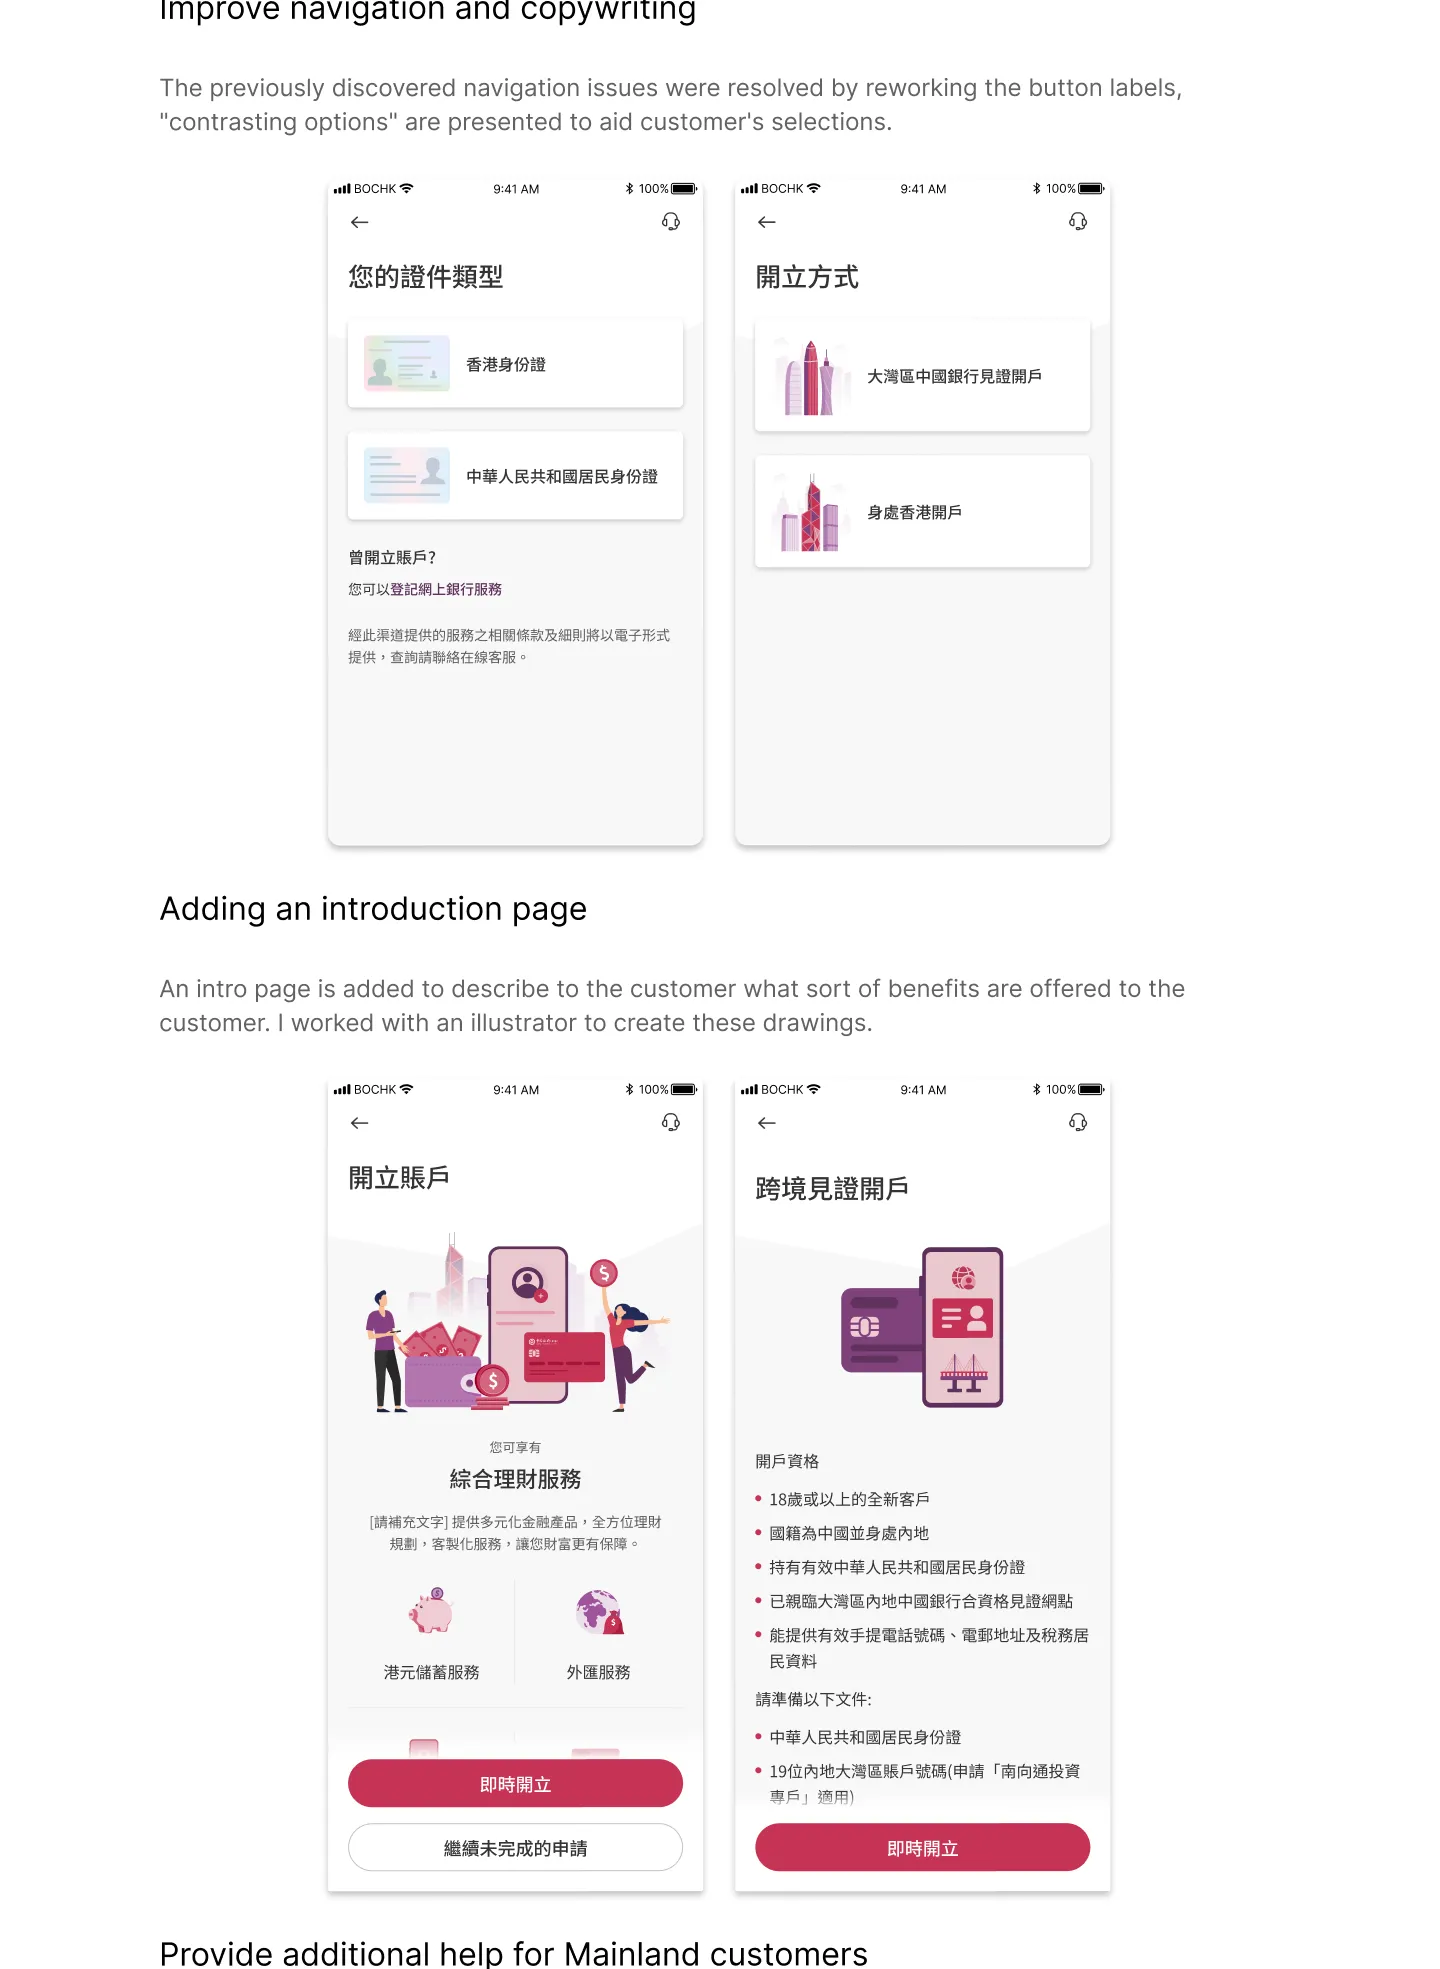 Improve navigation and copywriting
The previously discovered navigation issues were resolved by reworking the button labels,
"contrasting options" are presented to aid customer's selections.
BOCHK 9:41 AM 100%
您的證件類型
香港身份證
中華人民共和國居民身份證
曾開立賬戶?
您可以登記網上銀行服務
經此渠道提供的服務之相關條款及細則將以電子形式
提供，查詢請聯絡在線客服。
BOCHK 9:41 AM 100%
開立方式
大灣區中國銀行見證開戶
身處香港開戶
Adding an introduction page
An intro page is added to describe to the customer what sort of benefits are offered to the
customer. I worked with an illustrator to create these drawings.
BOCHK 9:41 AM 100%
開立賬戶
您可享有
綜合理財服務
[請補充文字] 提供多元化金融產品，全方位理財
規劃，客製化服務，讓您財富更有保障。
港元儲蓄服務
外匯服務
即時開立
繼續未完成的申請
BOCHK 9:41 AM 100%
跨境見證開戶
開戶資格
• 18歲或以上的全新客戶
• 國籍為中國並身處內地
• 持有有效中華人民共和國居民身份證
• 已親臨大灣區內地中國銀行合資格見證網點
• 能提供有效手提電話號碼、電郵地址及稅務居
民資料
請準備以下文件:
• 中華人民共和國居民身份證
• 19位內地大灣區賬戶號碼(申請「南向通投資
專戶」適用)
即時開立
Provide additional help for Mainland customers